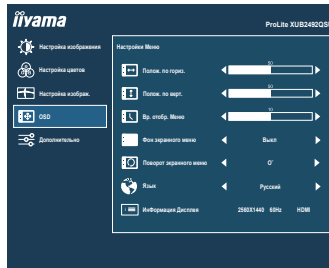 iiyama
ProLite XUB2492QS
Настройка изображения
Настройка цветов
Настройка изображ.
OSD
Дополнительно
Настройки Меню
Полож. по гориз.
50
Полож. по верт.
50
Вр. отобр. Меню
10
Фон экранного меню
Выкл
Поворот экранного меню
0°
Язык
Русский
ИнФормация Дисплея
2560X1440 60Hz HDMI